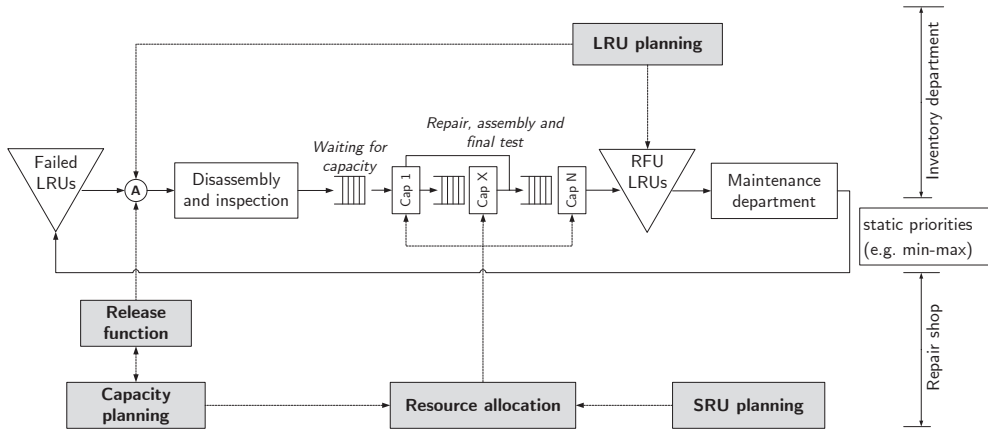 LRU planning
Inventory department
Repair, assembly and
final test
Waiting for
capacity
Failed
LRUs
A
Disassembly
and inspection
Cap 1
Cap X
Cap N
RFU
LRUs
Maintenance
department
static priorities
(e.g. min-max)
Release
function
Repair shop
Capacity
planning
Resource allocation
SRU planning